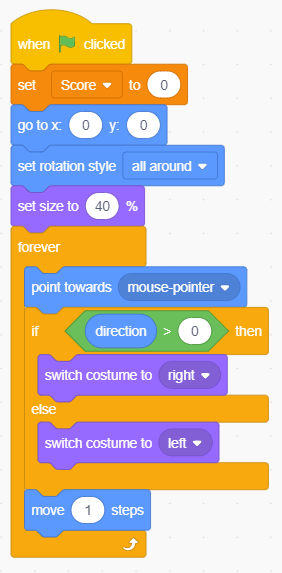 when clicked
set Score to 0
go to x: 0 y: 0
set rotation style all around
set size to 40 %
forever
point towards mouse-pointer
if direction > 0 then
switch costume to right
else
switch costume to left
move 1 steps